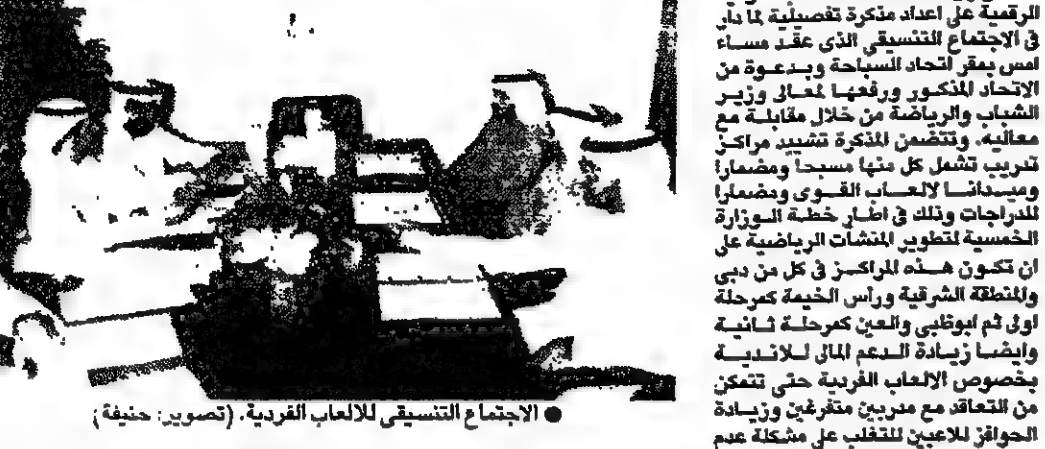 الرقمية على اعداد مذكرة تفصيلية لما دار
في الاجتماع التنسيقي الذي عقد مساء
امس بمقر اتحاد السباحة وبدعوة من
الاتحاد المذكور ورفعها لمعالي وزير
الشباب والرياضة من خلال مقابلة مع
معاليه. وتتضمن المذكرة تشييد مراكز
تدريب تشمل كل منها مسبحا ومضمارا
وميدانا لالعاب القوى ومضمارا
للدراجات وذلك في اطار خطة الوزارة
الخمسية لتطوير المنشآت الرياضية على
ان تكون هذه المراكز في كل من دبي
والمنطقة الشرقية ورأس الخيمة كمرحلة
اولى ثم ابوظبي والعين كمرحلة ثانية
وايضا زيادة الدعم المالي للاندية
بخصوص الالعاب الفردية حتى تتمكن
من التعاقد مع مدربين متفرغين وزيادة
الحوافز للاعبين للتغلب على مشكلة عدم
● الاجتماع التنسيقي للالعاب الفردية. (تصوير: حنيفة)